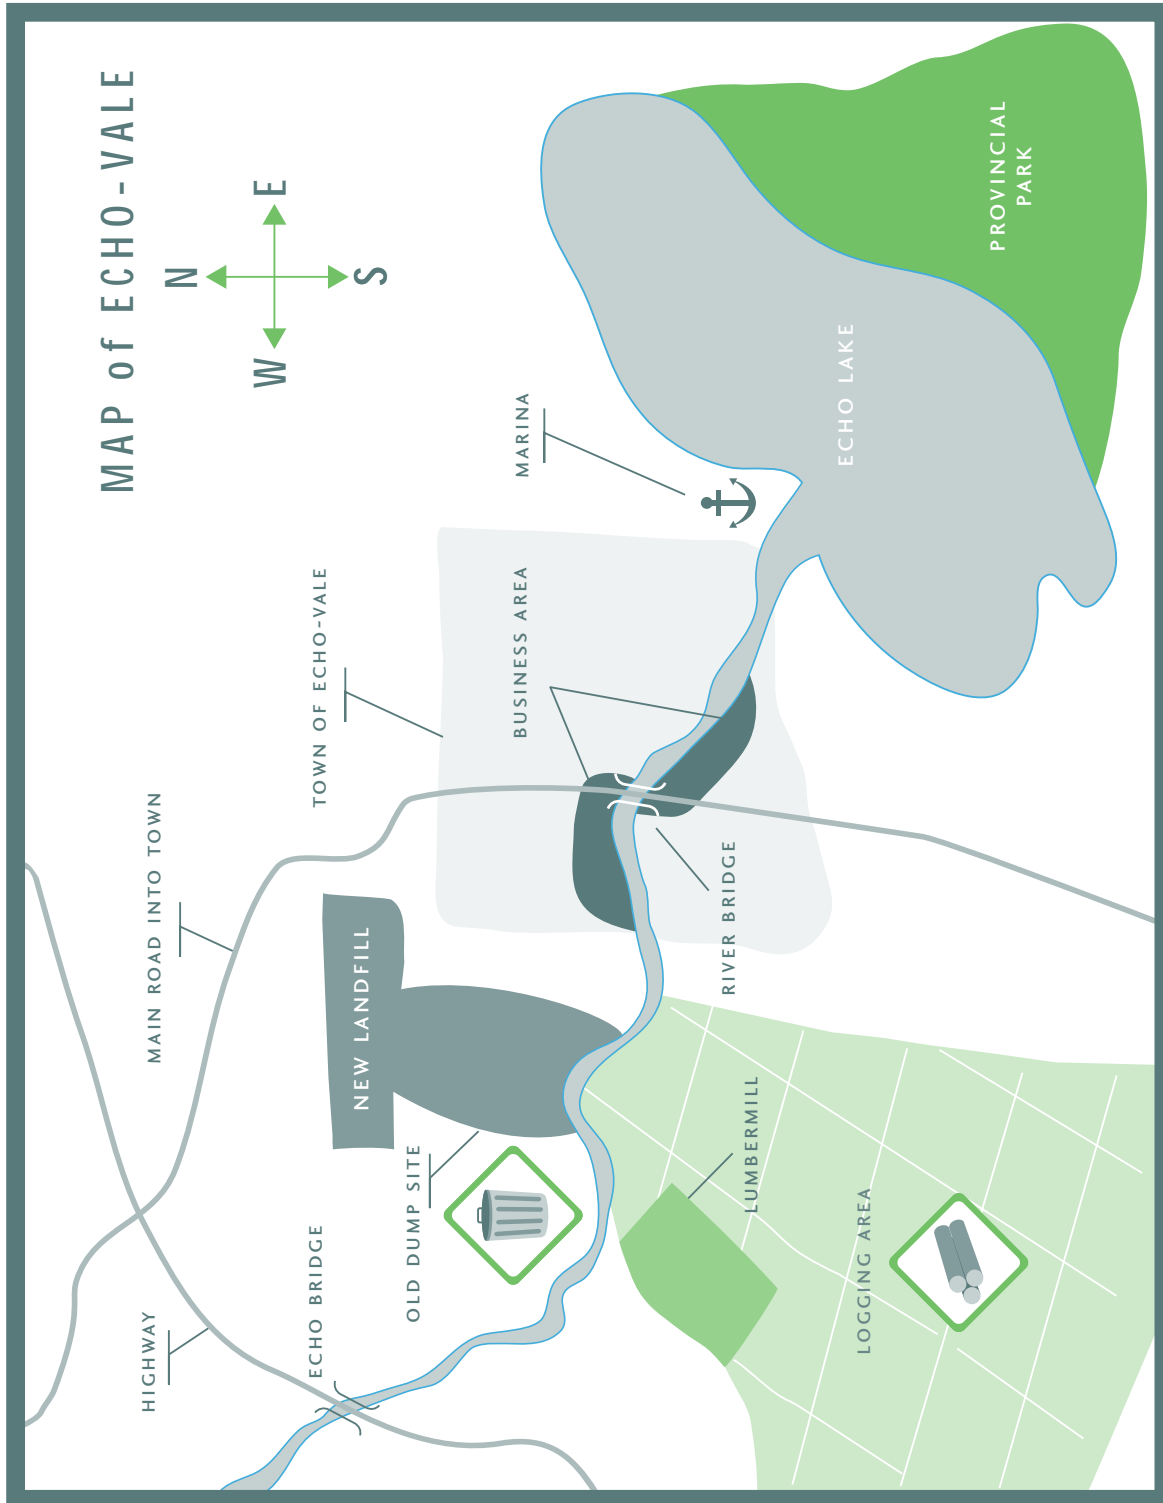 MAP of ECHO-VALE
N
W
E
S
HIGHWAY
MAIN ROAD INTO TOWN
TOWN OF ECHO-VALE
ECHO BRIDGE
NEW LANDFILL
OLD DUMP SITE
BUSINESS AREA
MARINA
RIVER BRIDGE
LUMBERMILL
ECHO LAKE
LOGGING AREA
PROVINCIAL
PARK